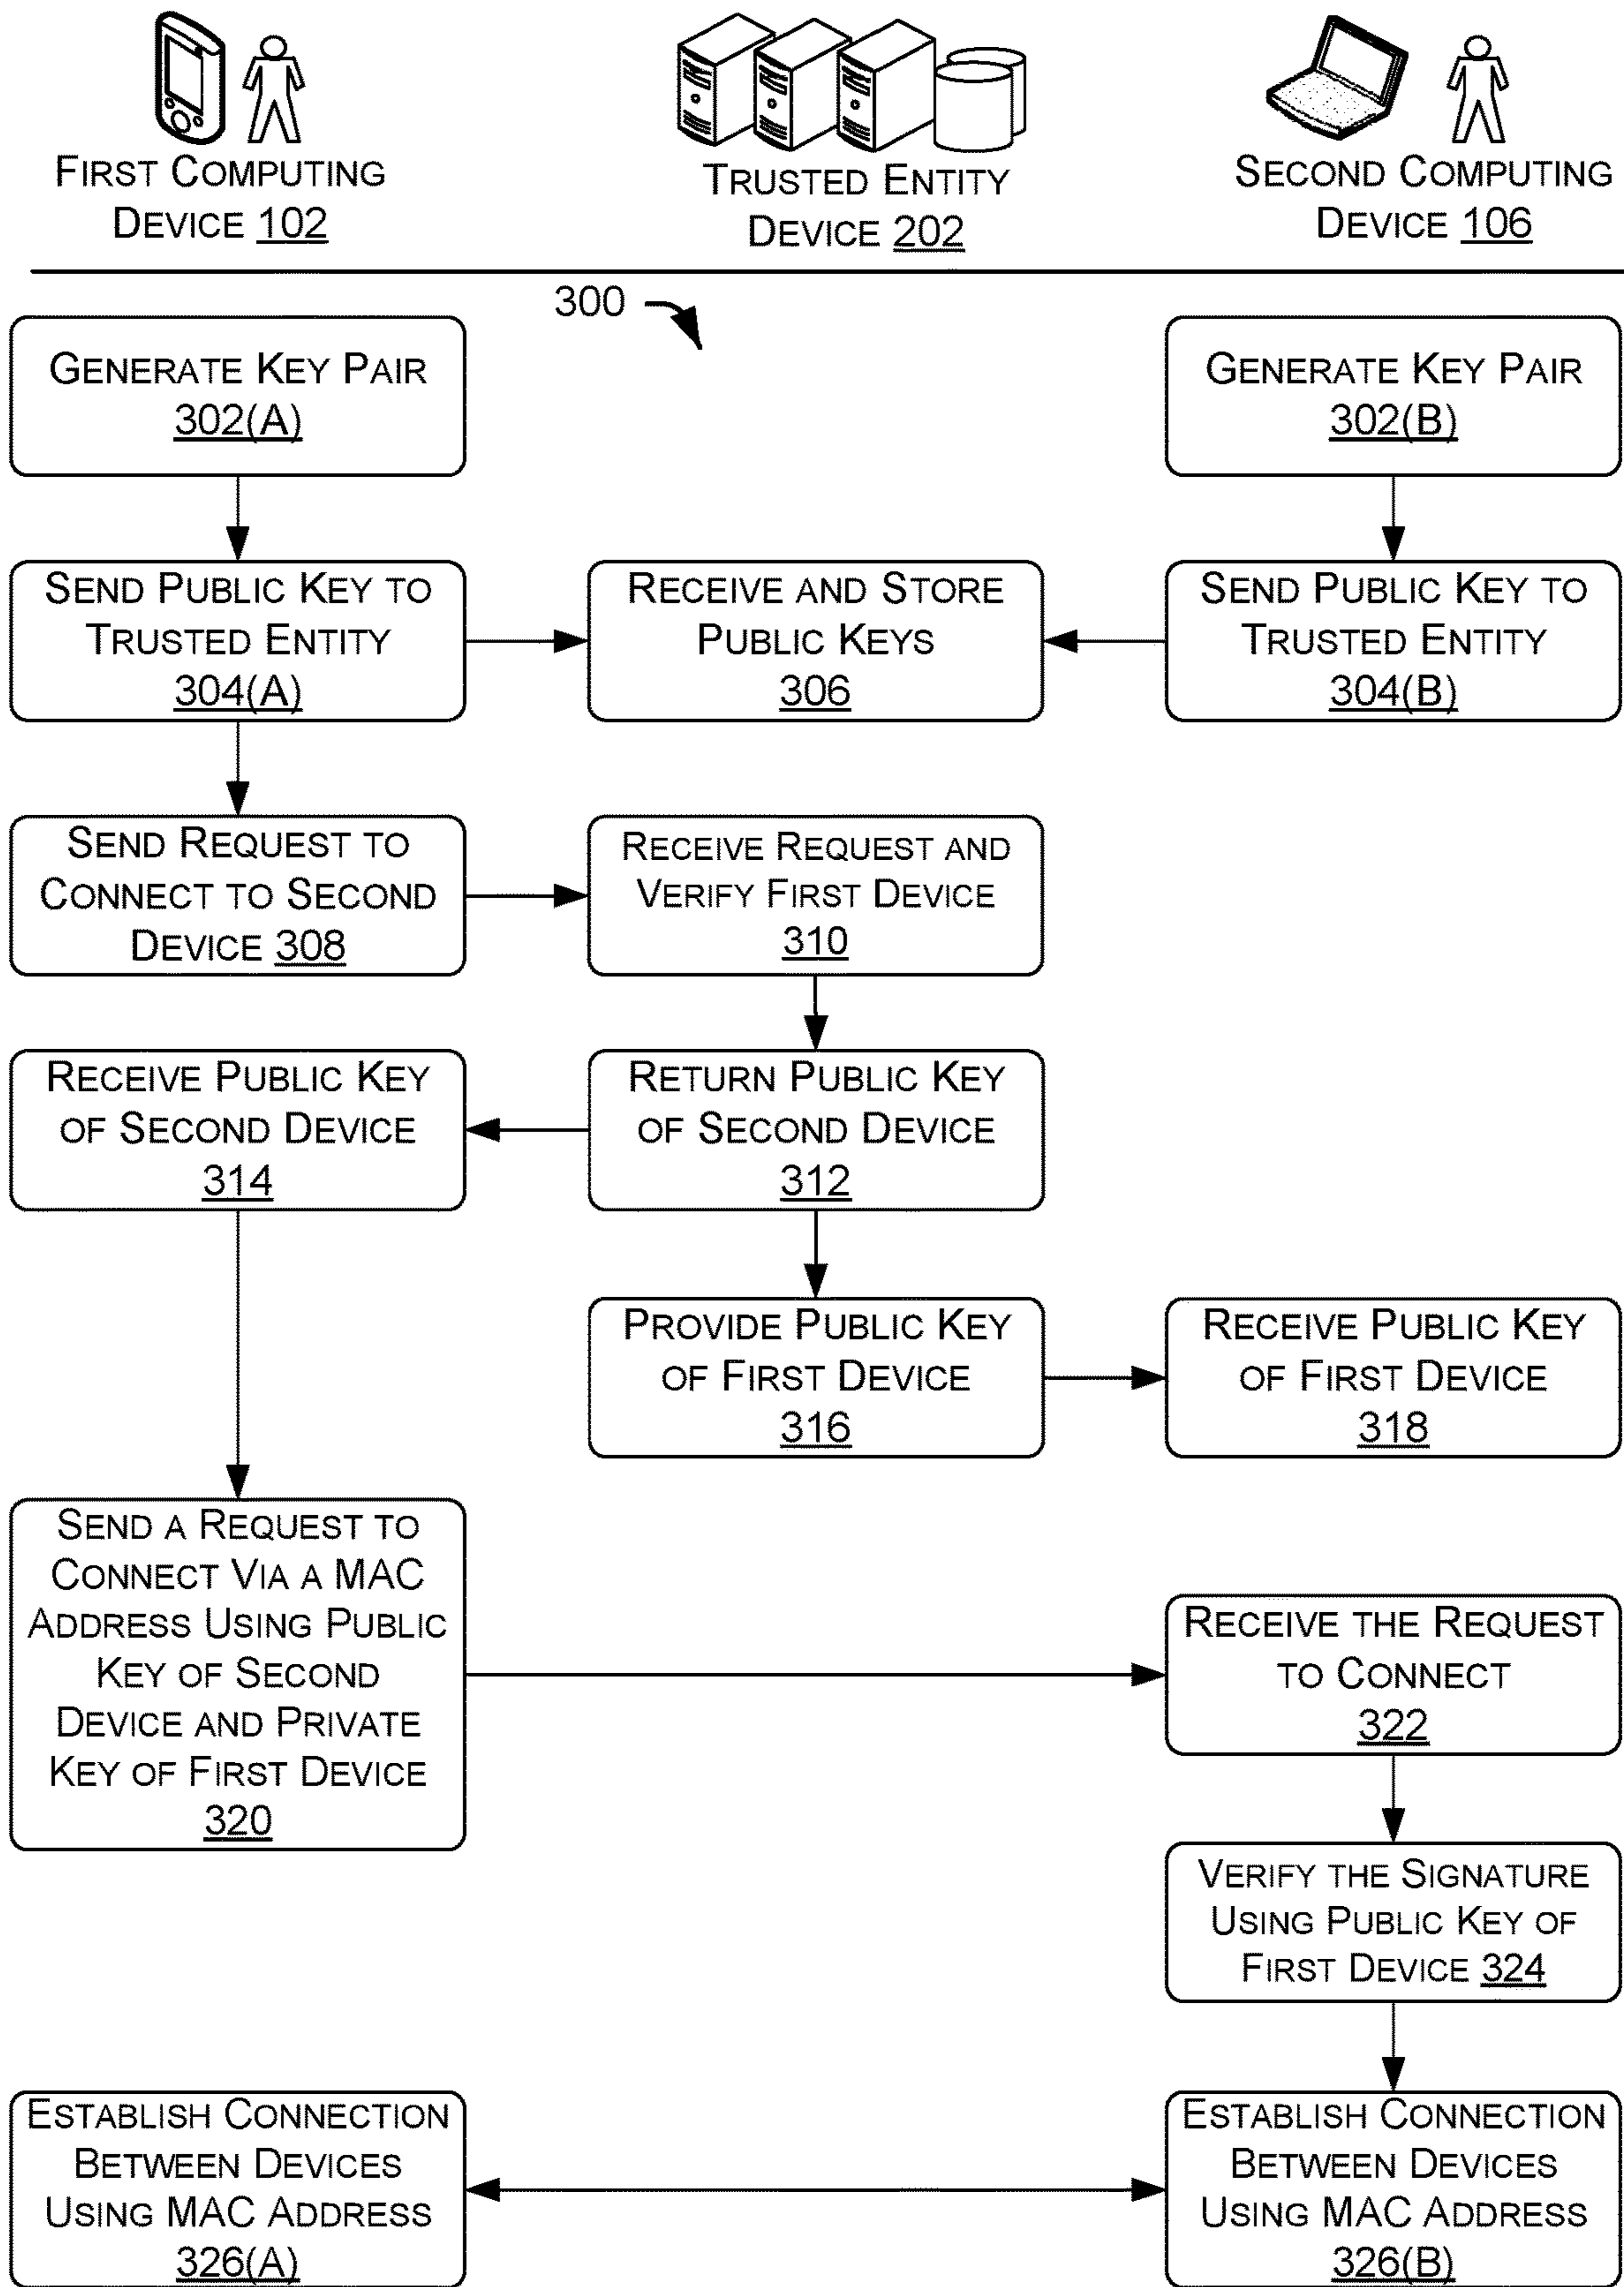 FIRST COMPUTING
DEVICE 102
TRUSTED ENTITY
DEVICE 202
SECOND COMPUTING
DEVICE 106
300
GENERATE KEY PAIR
302(A)
GENERATE KEY PAIR
302(B)
SEND PUBLIC KEY TO
TRUSTED ENTITY
304(A)
RECEIVE AND STORE
PUBLIC KEYS
306
SEND PUBLIC KEY TO
TRUSTED ENTITY
304(B)
SEND REQUEST TO
CONNECT TO SECOND
DEVICE 308
RECEIVE REQUEST AND
VERIFY FIRST DEVICE
310
RECEIVE PUBLIC KEY
OF SECOND DEVICE
314
RETURN PUBLIC KEY
OF SECOND DEVICE
312
PROVIDE PUBLIC KEY
OF FIRST DEVICE
316
RECEIVE PUBLIC KEY
OF FIRST DEVICE
318
SEND A REQUEST TO
CONNECT VIA A MAC
ADDRESS USING PUBLIC
KEY OF SECOND
DEVICE AND PRIVATE
KEY OF FIRST DEVICE
320
RECEIVE THE REQUEST
TO CONNECT
322
VERIFY THE SIGNATURE
USING PUBLIC KEY OF
FIRST DEVICE 324
ESTABLISH CONNECTION
BETWEEN DEVICES
USING MAC ADDRESS
326(A)
ESTABLISH CONNECTION
BETWEEN DEVICES
USING MAC ADDRESS
326(B)